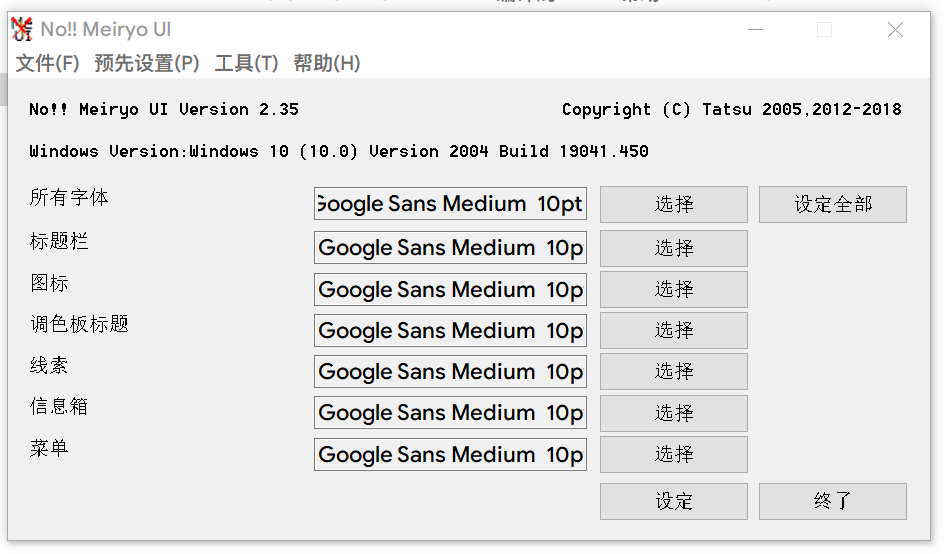 No!! Meiryo UI
文件(F) 预先设置(P) 工具(T) 帮助(H)
No!! Meiryo UI Version 2.35 Copyright (C) Tatsu 2005,2012-2018
Windows Version:Windows 10 (10.0) Version 2004 Build 19041.450
所有字体 Google Sans Medium 10pt 选择 设定全部
标题栏 Google Sans Medium 10p 选择
图标 Google Sans Medium 10p 选择
调色板标题 Google Sans Medium 10p 选择
线索 Google Sans Medium 10p 选择
信息箱 Google Sans Medium 10p 选择
菜单 Google Sans Medium 10p 选择
设定 终了